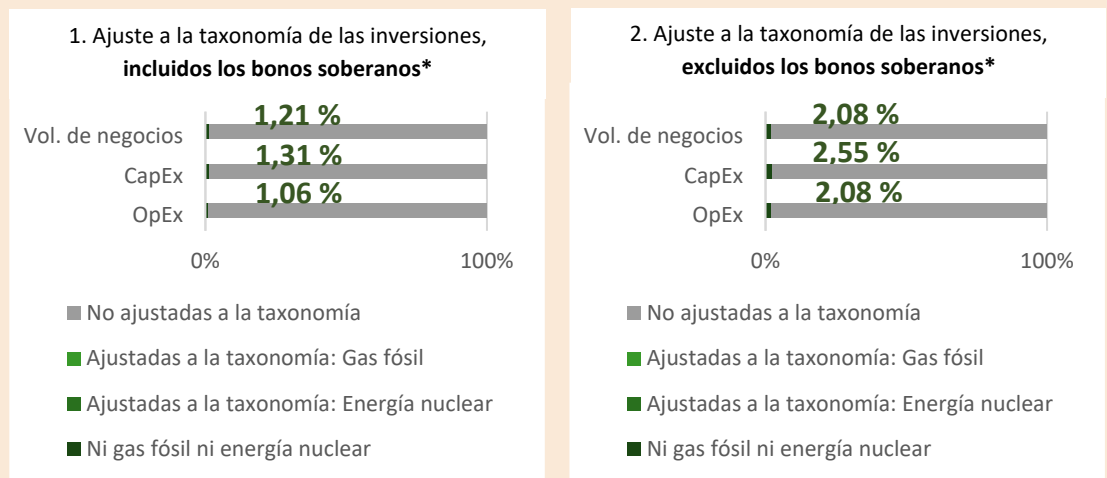 1. Ajuste a la taxonomía de las inversiones,
incluidos los bonos soberanos*
1,21 %
Vol. de negocios
1,31 %
CapEx
1,06 %
OpEx
0% 100%
No ajustadas a la taxonomía
Ajustadas a la taxonomía: Gas fósil
Ajustadas a la taxonomía: Energía nuclear
Ni gas fósil ni energía nuclear
2. Ajuste a la taxonomía de las inversiones,
excluidos los bonos soberanos*
2,08 %
Vol. de negocios
2,55 %
CapEx
2,08 %
OpEx
0% 100%
No ajustadas a la taxonomía
Ajustadas a la taxonomía: Gas fósil
Ajustadas a la taxonomía: Energía nuclear
Ni gas fósil ni energía nuclear